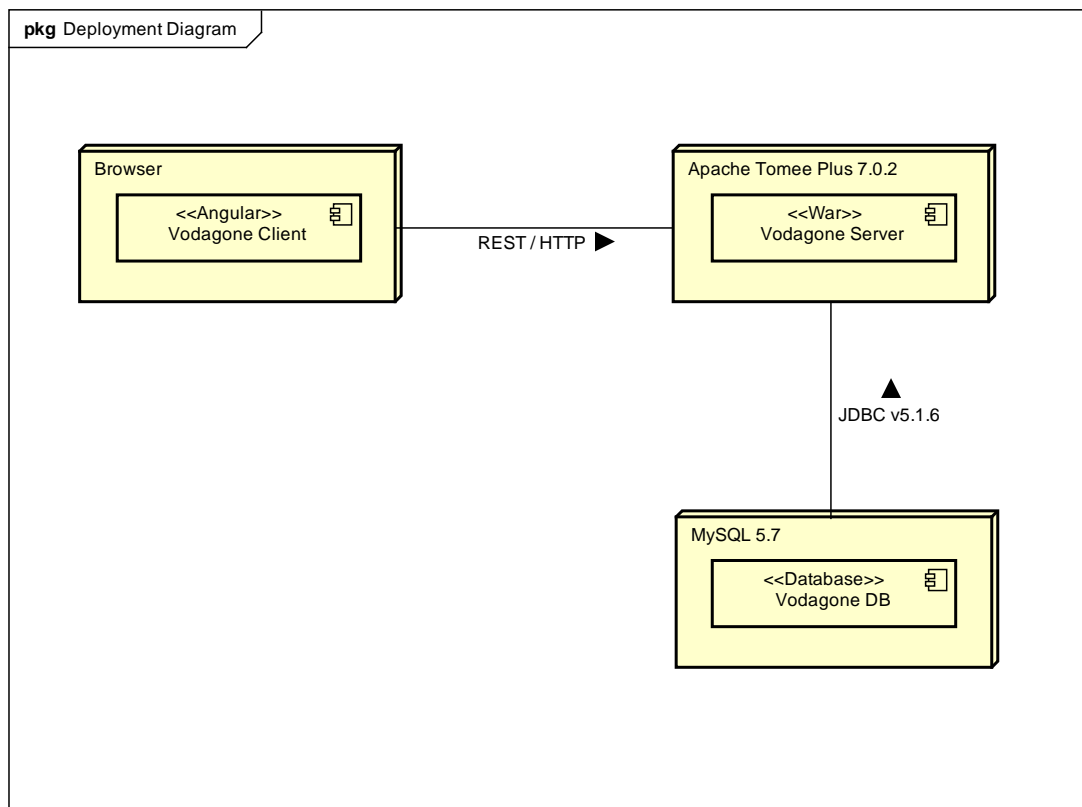 pkg Deployment Diagram
Browser
<<Angular>>
Vodagone Client
REST / HTTP
Apache Tomee Plus 7.0.2
<<War>>
Vodagone Server
JDBC v5.1.6
MySQL 5.7
<<Database>>
Vodagone DB